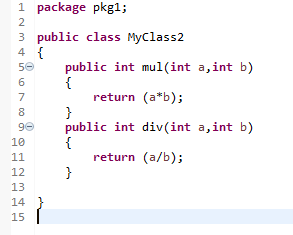 1 package pkg1;
2
3 public class MyClass2
4 {
5     public int mul(int a,int b)
6     {
7         return (a*b);
8     }
9     public int div(int a,int b)
10     {
11         return (a/b);
12     }
13
14 }
15